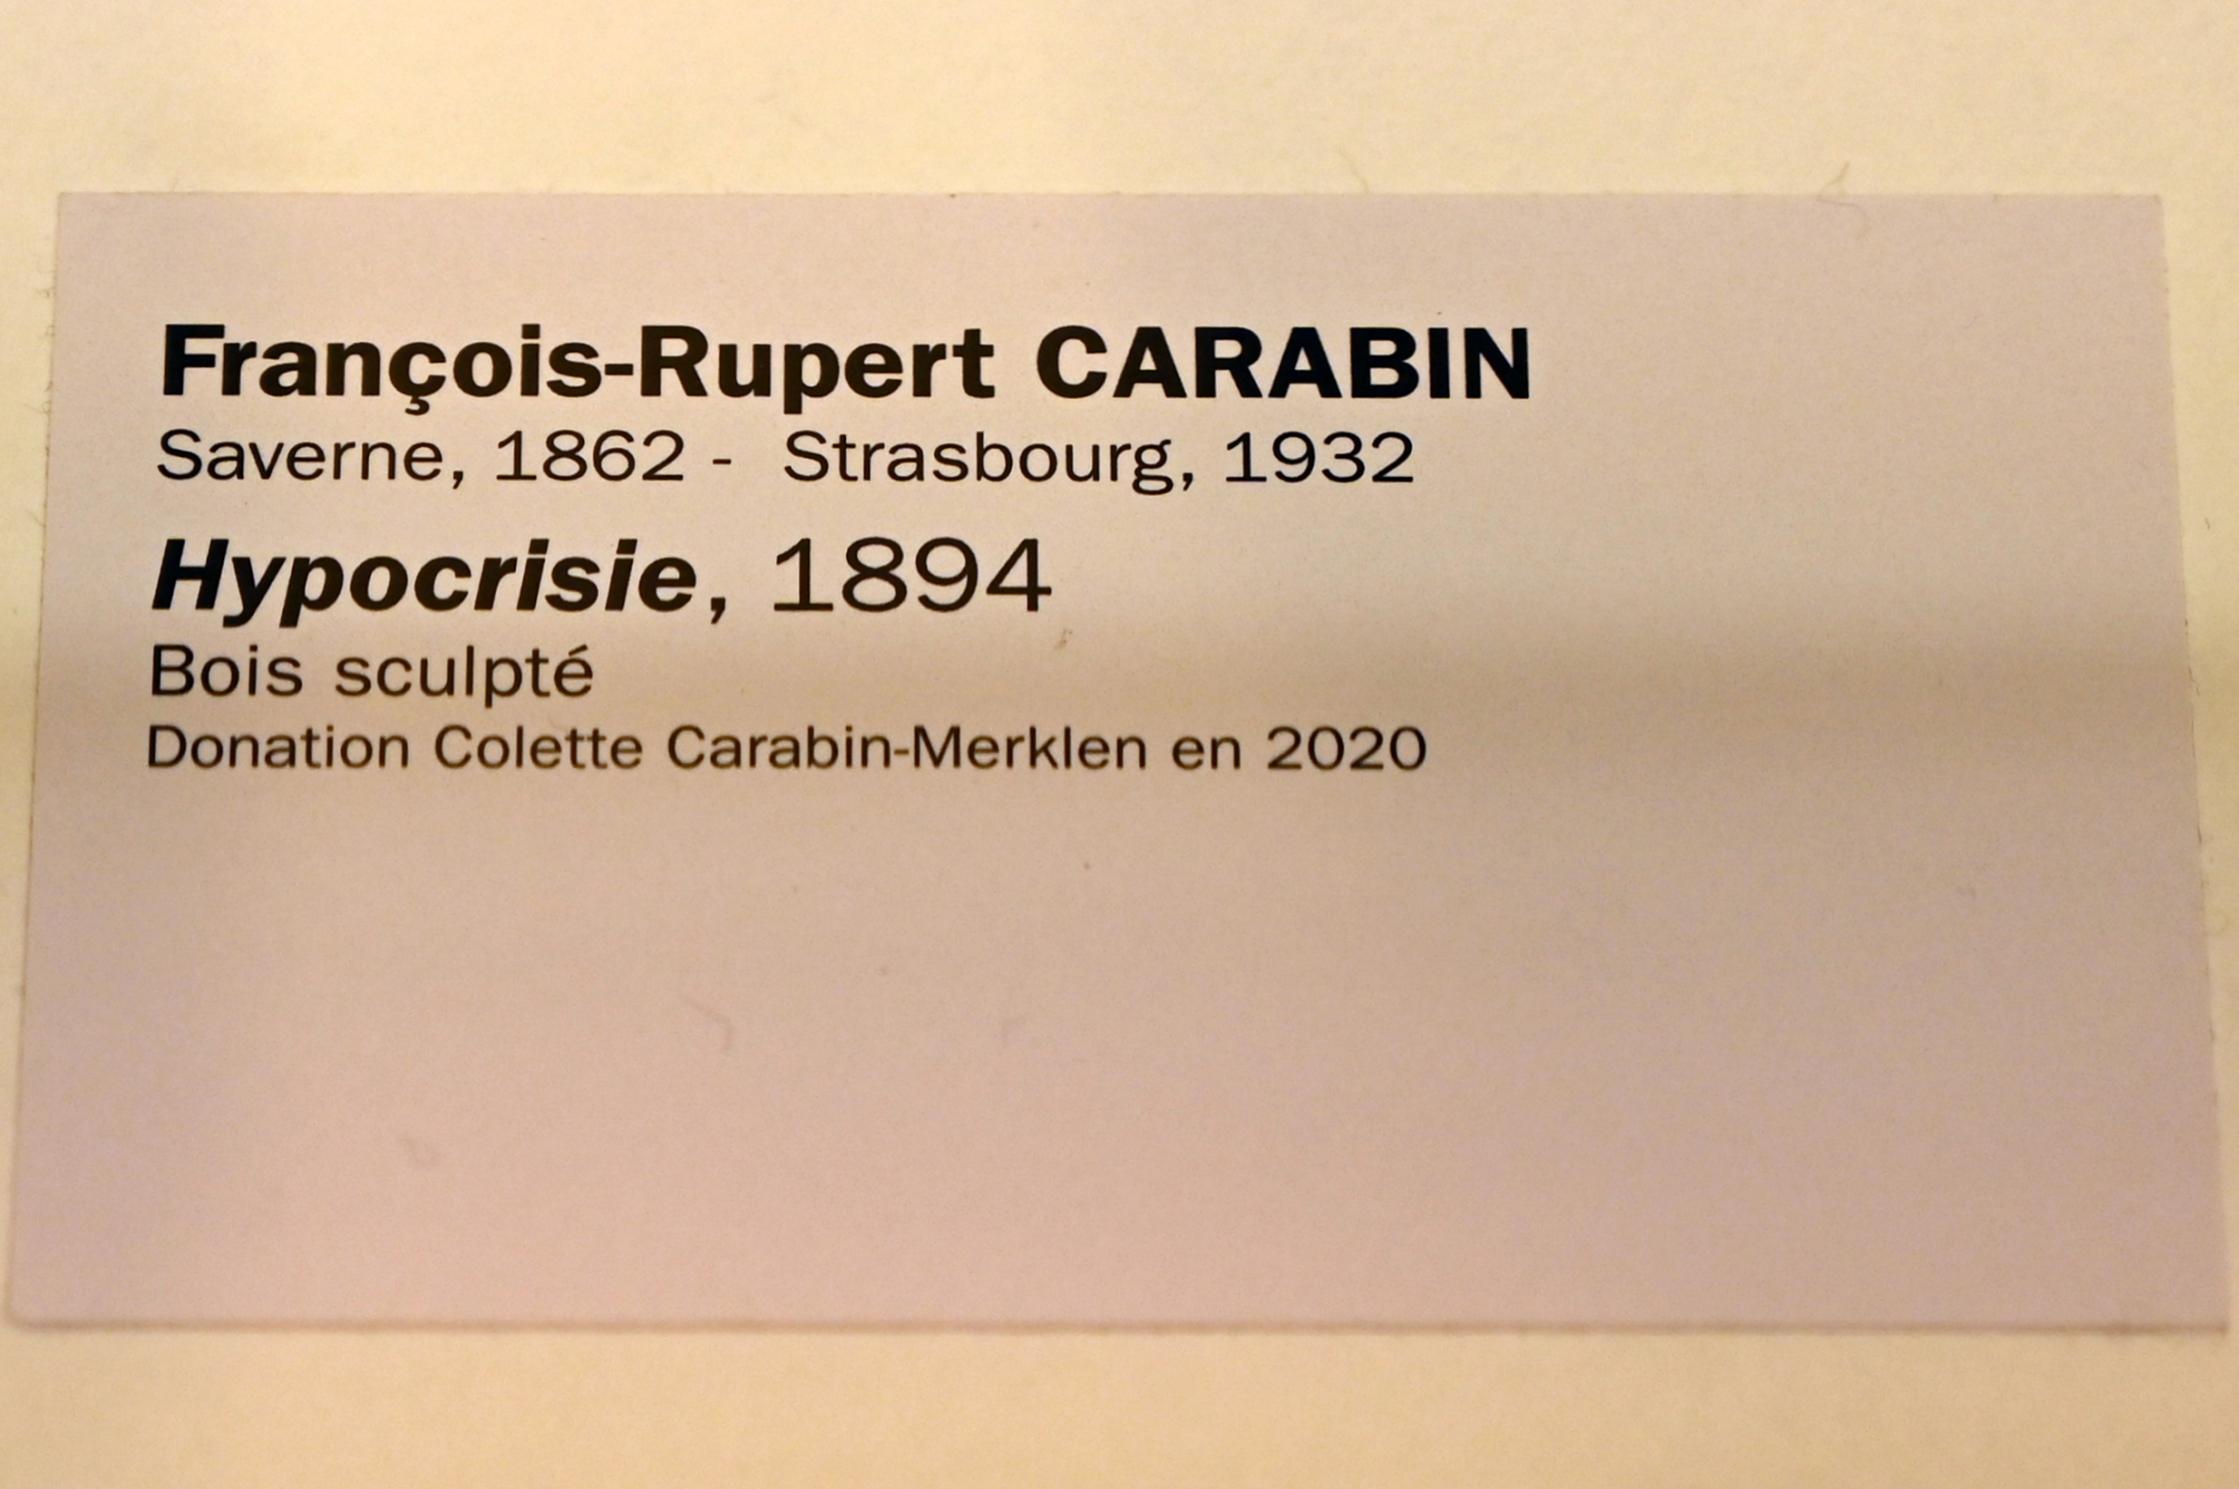 François-Rupert CARABIN
Saverne, 1862 - Strasbourg, 1932
Hypocrisie, 1894
Bois sculpté
Donation Colette Carabin-Merklen en 2020